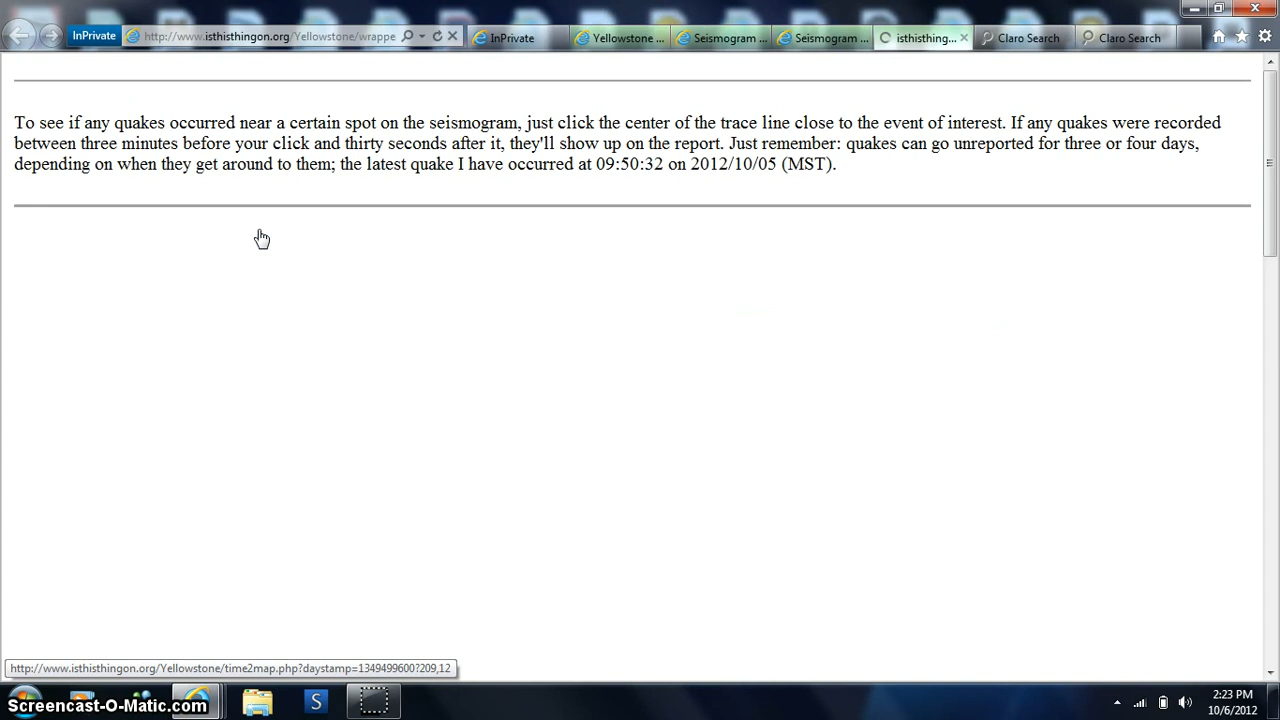 InPrivate
http://www.isthisthingon.org/Yellowstone/wrappe
InPrivate
Yellowstone ...
Seismogram ...
Seismogram ...
isthisthing...
Claro Search
Claro Search
To see if any quakes occurred near a certain spot on the seismogram, just click the center of the trace line close to the event of interest. If any quakes were recorded
between three minutes before your click and thirty seconds after it, they'll show up on the report. Just remember: quakes can go unreported for three or four days,
depending on when they get around to them; the latest quake I have occurred at 09:50:32 on 2012/10/05 (MST).
http://www.isthisthingon.org/Yellowstone/time2map.php?daystamp=1349499600?209,12
S
2:23 PM
Screencast-O-Matic.com
10/6/2012